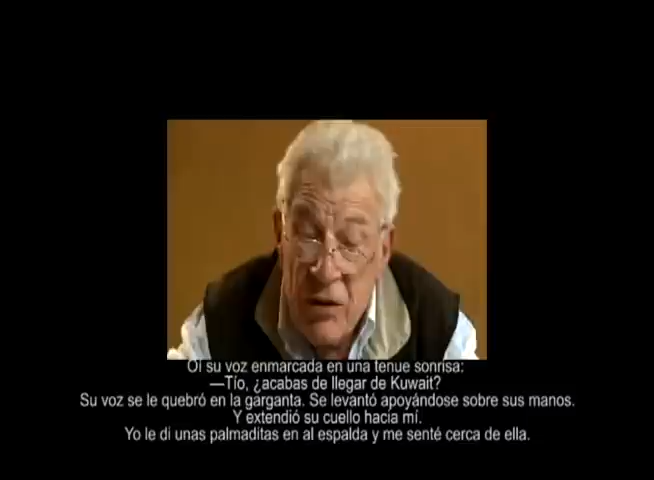 Oí su voz enmarcada en una tenue sonrisa:
—Tío, ¿acabas de llegar de Kuwait?
Su voz se le quebró en la garganta. Se levantó apoyándose sobre sus manos.
Y extendió su cuello hacia mí.
Yo le di unas palmaditas en al espalda y me senté cerca de ella.